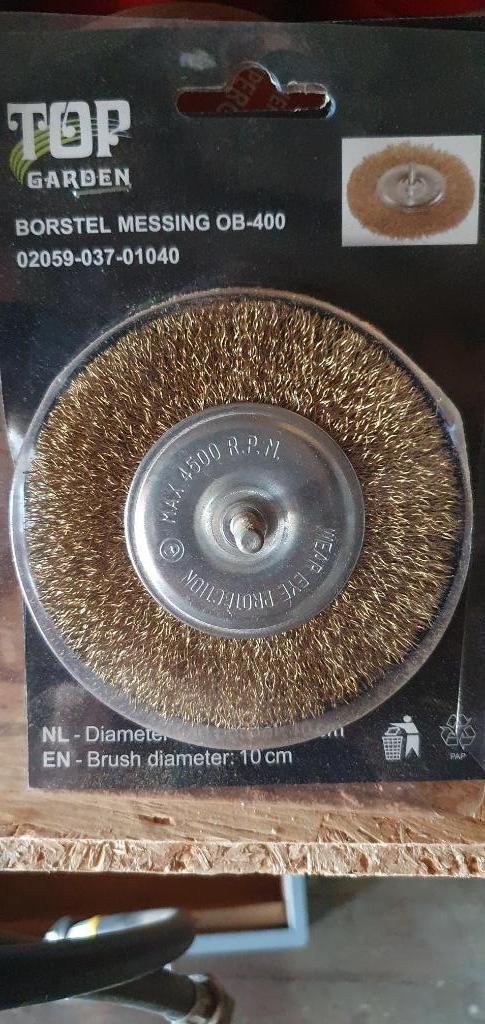 TOP
GARDEN
BORSTEL MESSING OB-400
02059-037-01040
MAX 4500 R.P.M.
WEAR EYE PROTECTION
NL - Diameter
EN - Brush diameter: 10 cm
PAP